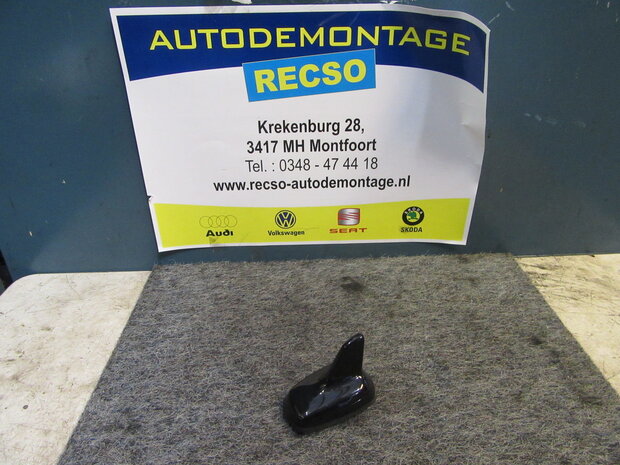 AUTODEMONTAGE
RECSO
Krekenburg 28,
3417 MH Montfoort
Tel. : 0348 - 47 44 18
www.recso-autodemontage.nl
Audi
Volkswagen
SEAT
SKODA